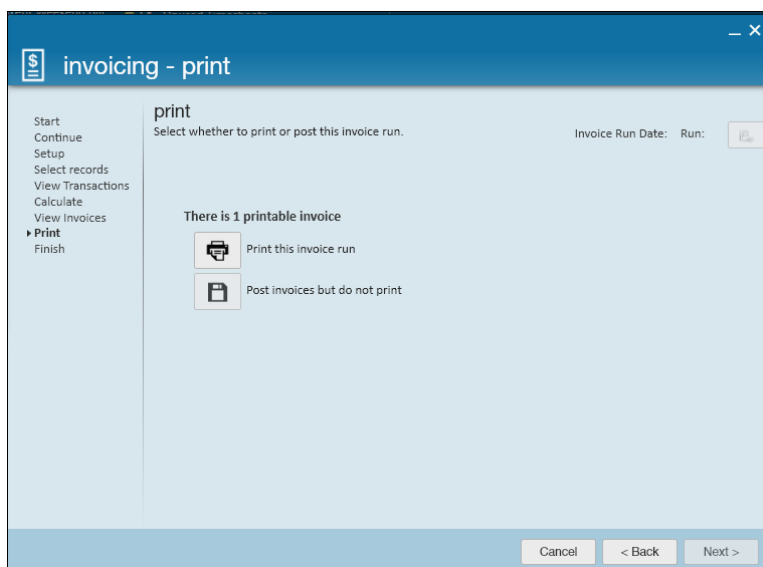 invoicing - print
print
Select whether to print or post this invoice run.
Invoice Run Date: Run:
Start
Continue
Setup
Select records
View Transactions
Calculate
View Invoices
Print
Finish
There is 1 printable invoice
Print this invoice run
Post invoices but do not print
Cancel
< Back
Next >